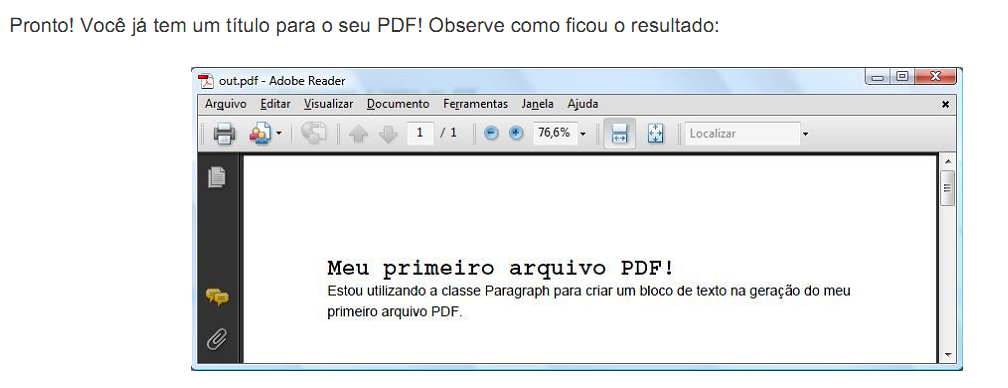 Pronto! Você já tem um título para o seu PDF! Observe como ficou o resultado:
out.pdf - Adobe Reader
Arquivo Editar Visualizar Documento Ferramentas Janela Ajuda
1 / 1 76,6% Localizar
Meu primeiro arquivo PDF!
Estou utilizando a classe Paragraph para criar um bloco de texto na geração do meu
primeiro arquivo PDF.